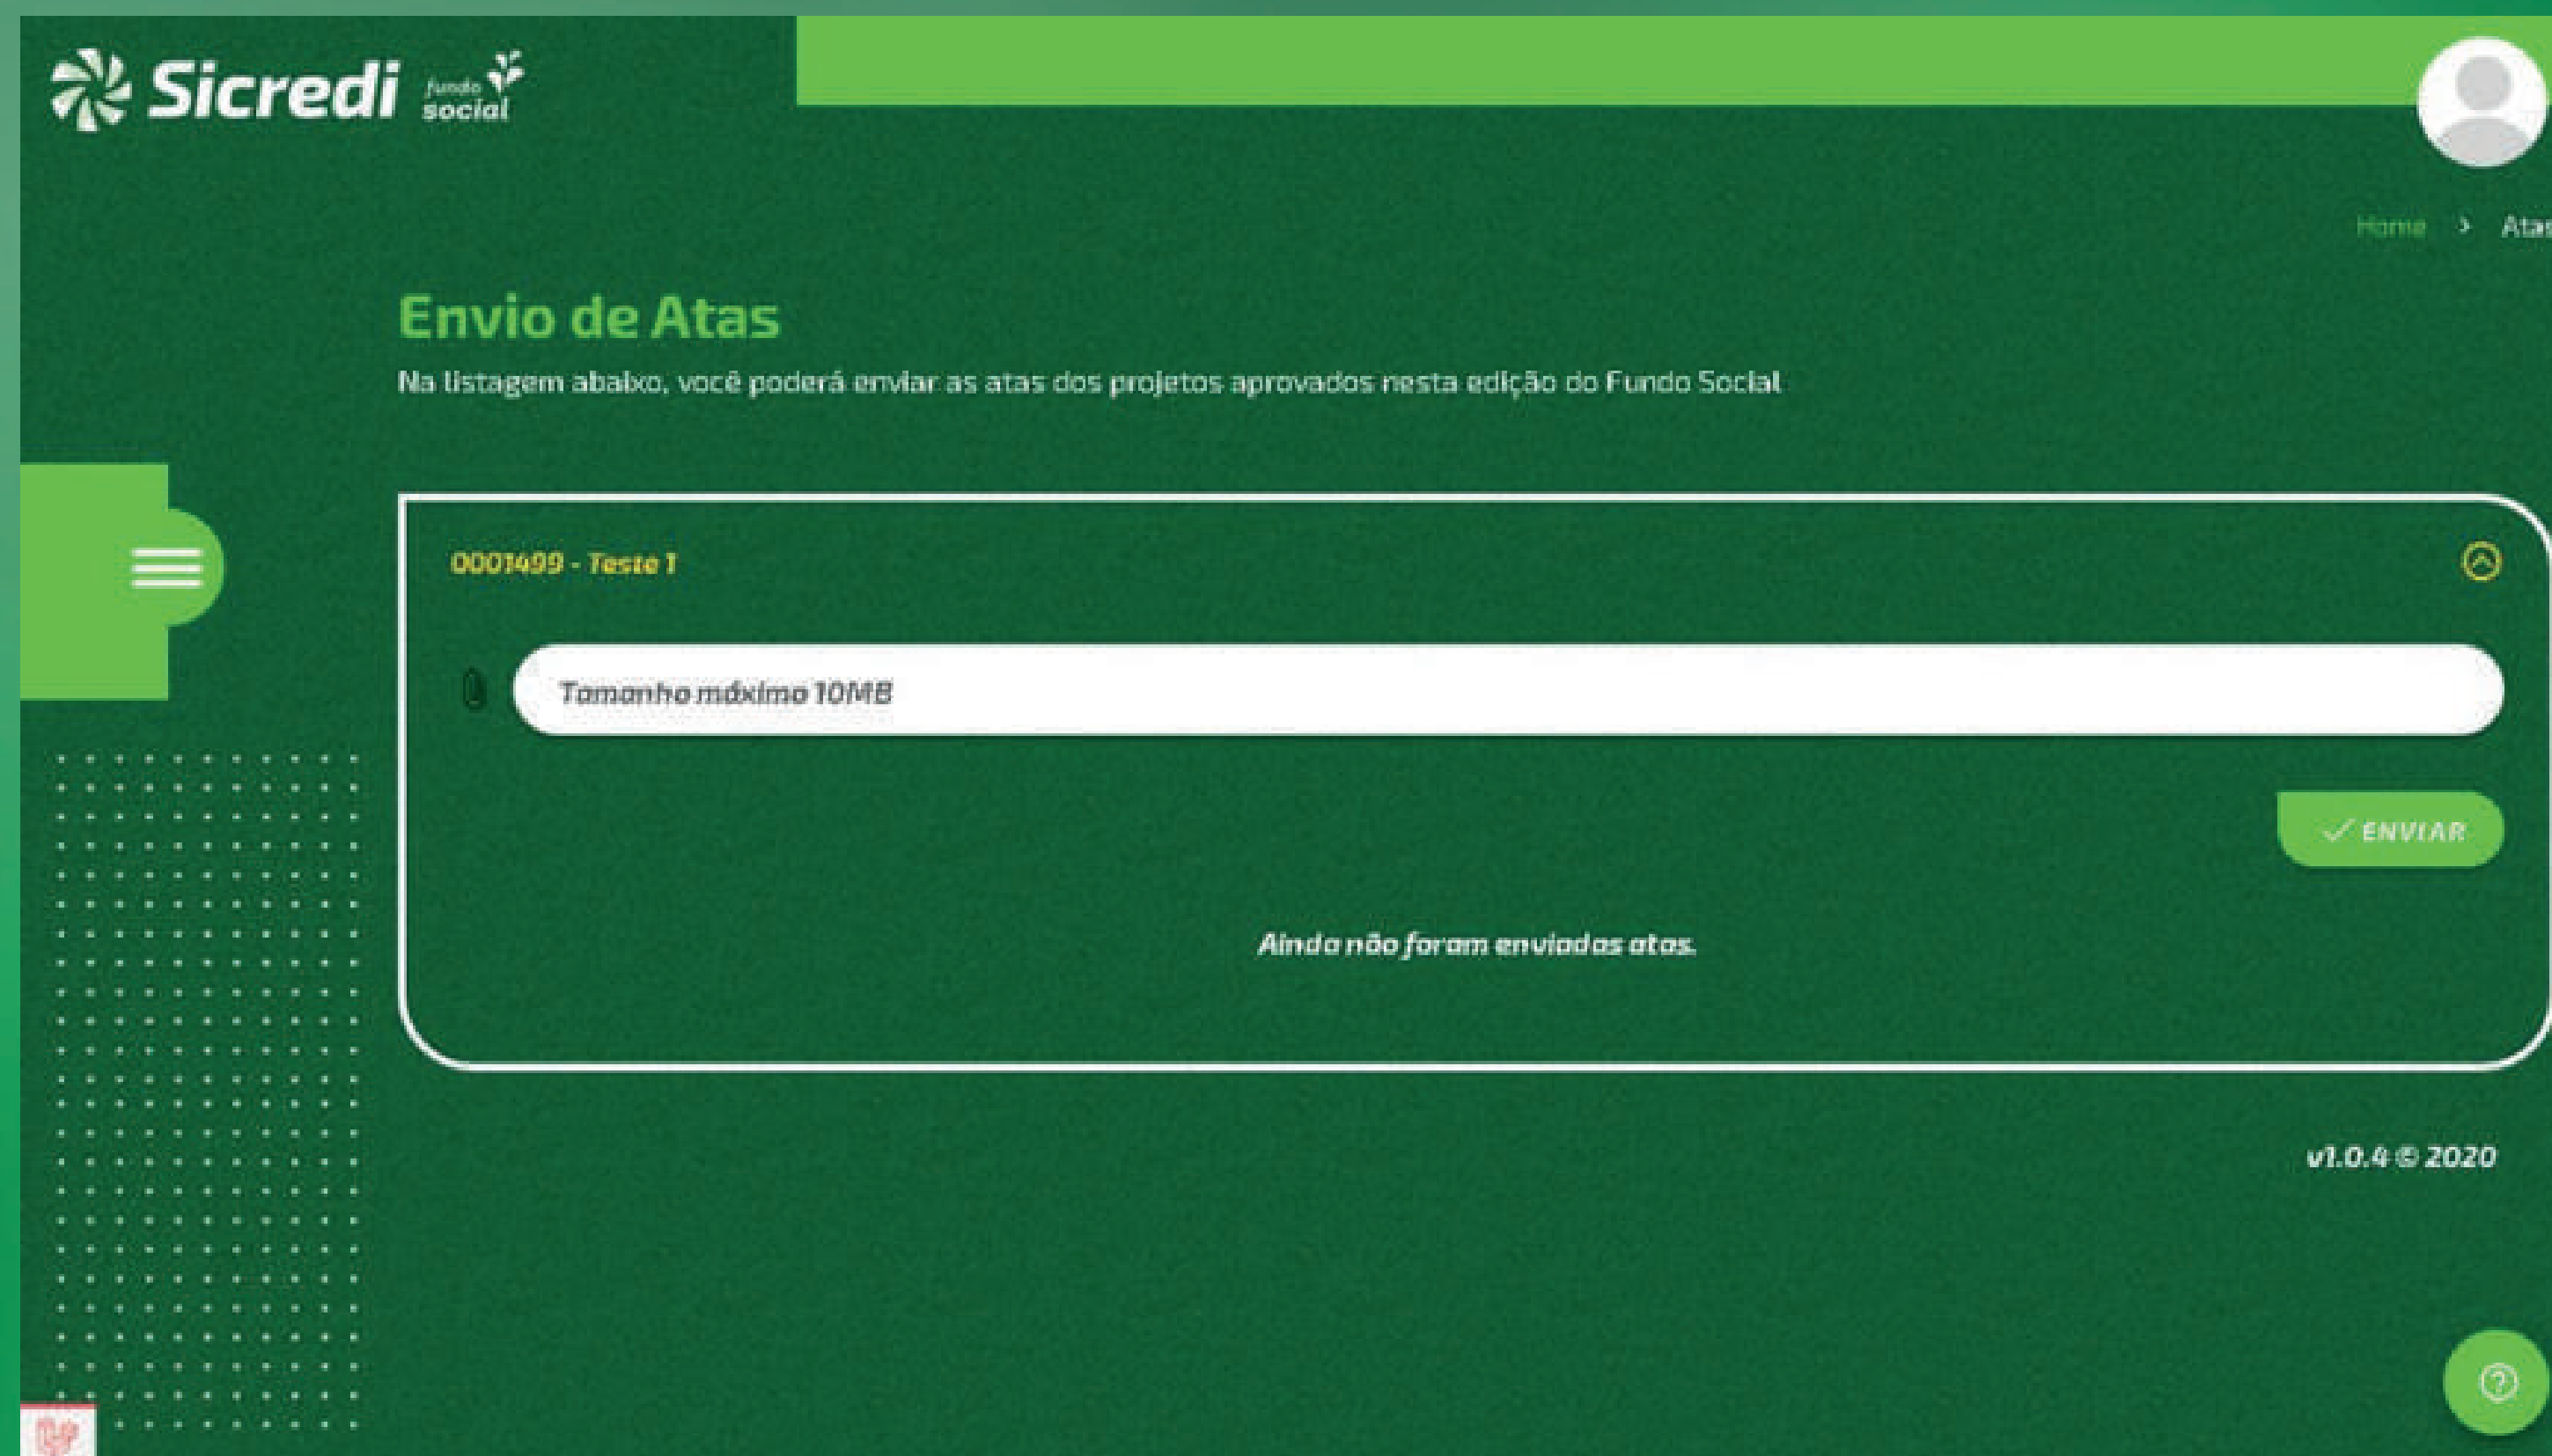 Sicredi fundo social
Home > Atas
Envio de Atas
Na listagem abaixo, você poderá enviar as atas dos projetos aprovados nesta edição do Fundo Social
0001499 - Teste 1
Tamanho máximo 10MB
ENVIAR
Ainda não foram enviadas atas.
v1.0.4 © 2020